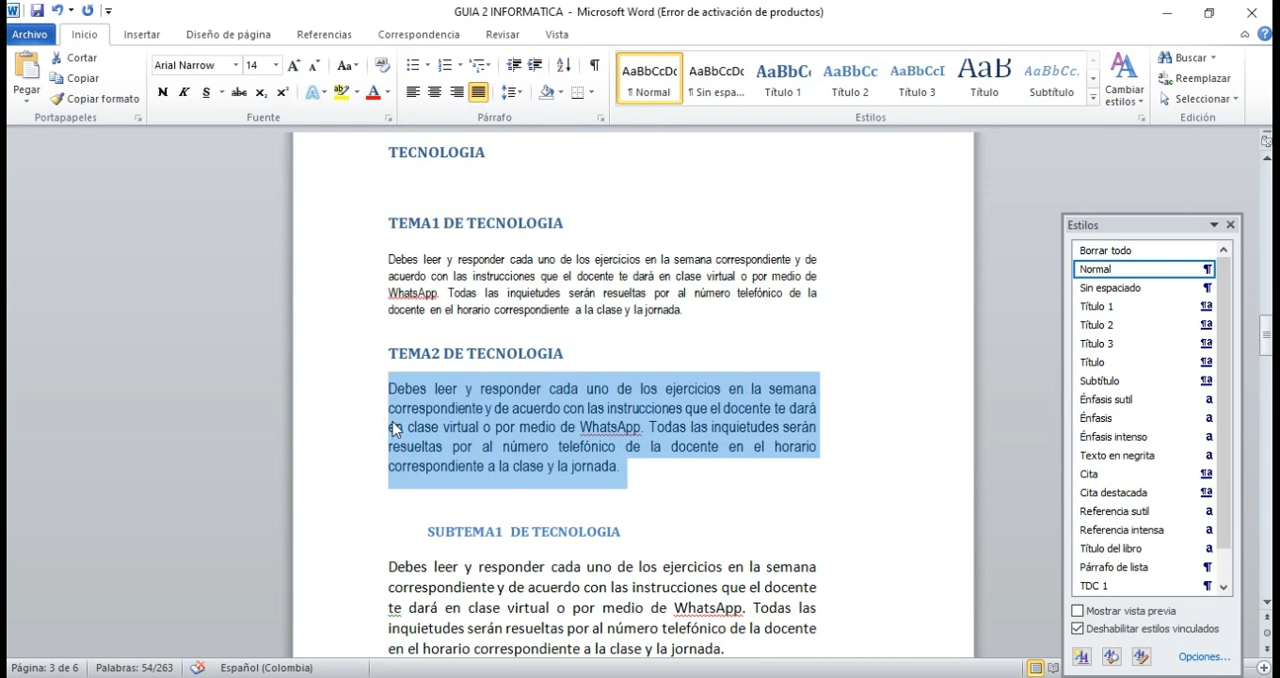 GUIA 2 INFORMATICA - Microsoft Word (Error de activación de productos)
Archivo Inicio Insertar Diseño de página Referencias Correspondencia Revisar Vista
Pegar
Cortar
Copiar
Copiar formato
Portapapeles
Arial Narrow 14
Aa
N K S abc x₂ x²
A ab A
Fuente
Párrafo
AaBbCcDc
¶ Normal
AaBbCcDc
¶ Sin espa...
AaBbC
Título 1
AaBbCc
Título 2
AaBbCcI
Título 3
AaB
Título
AaBbCc.
Subtítulo
Cambiar
estilos
Estilos
Buscar
Reemplazar
Seleccionar
Edición
TECNOLOGIA
TEMA1 DE TECNOLOGIA
Debes leer y responder cada uno de los ejercicios en la semana correspondiente y de
acuerdo con las instrucciones que el docente te dará en clase virtual o por medio de
WhatsApp. Todas las inquietudes serán resueltas por al número telefónico de la
docente en el horario correspondiente a la clase y la jornada.
TEMA2 DE TECNOLOGIA
Debes leer y responder cada uno de los ejercicios en la semana
correspondiente y de acuerdo con las instrucciones que el docente te dará
en clase virtual o por medio de WhatsApp. Todas las inquietudes serán
resueltas por al número telefónico de la docente en el horario
correspondiente a la clase y la jornada.
SUBTEMA1 DE TECNOLOGIA
Debes leer y responder cada uno de los ejercicios en la semana
correspondiente y de acuerdo con las instrucciones que el docente
te dará en clase virtual o por medio de WhatsApp. Todas las
inquietudes serán resueltas por al número telefónico de la docente
en el horario correspondiente a la clase y la jornada.
Estilos
Borrar todo
Normal ¶
Sin espaciado ¶
Título 1 ¶a
Título 2 ¶a
Título 3 ¶a
Título ¶a
Subtítulo ¶a
Énfasis sutil a
Énfasis a
Énfasis intenso a
Texto en negrita a
Cita ¶a
Cita destacada ¶a
Referencia sutil a
Referencia intensa a
Título del libro a
Párrafo de lista ¶
TDC 1 ¶
Mostrar vista previa
Deshabilitar estilos vinculados
Opciones...
Página: 3 de 6 Palabras: 54/263 Español (Colombia)